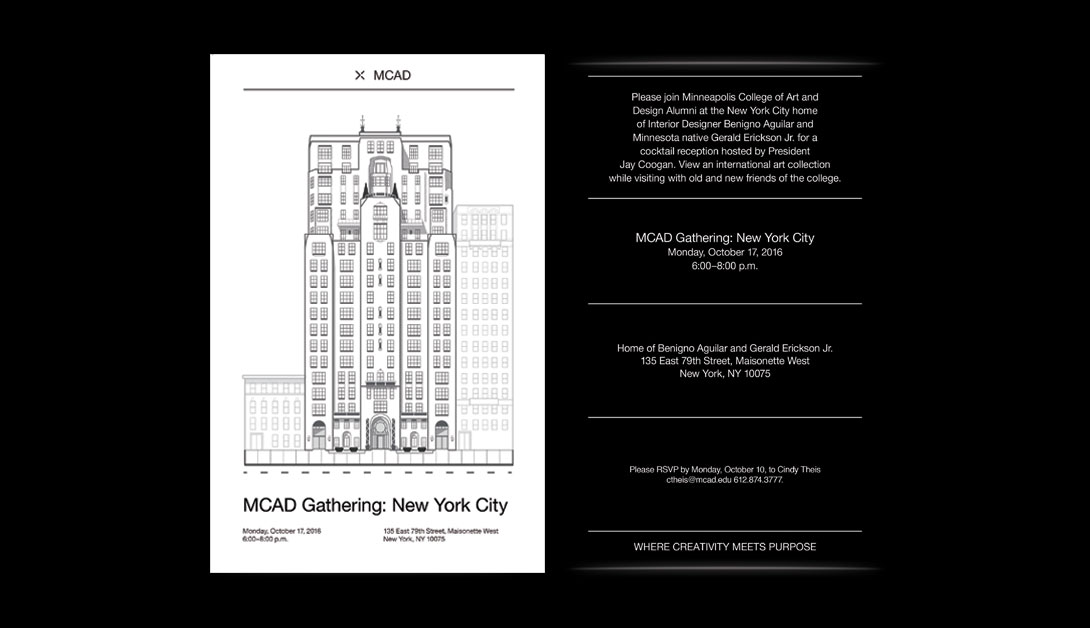 MCAD
MCAD Gathering: New York City
Monday, October 17, 2016
6:00–8:00 p.m.
135 East 79th Street, Maisonette West
New York, NY 10075
Please join Minneapolis College of Art and
Design Alumni at the New York City home
of Interior Designer Benigno Aguilar and
Minnesota native Gerald Erickson Jr. for a
cocktail reception hosted by President
Jay Coogan. View an international art collection
while visiting with old and new friends of the college.
MCAD Gathering: New York City
Monday, October 17, 2016
6:00–8:00 p.m.
Home of Benigno Aguilar and Gerald Erickson Jr.
135 East 79th Street, Maisonette West
New York, NY 10075
Please RSVP by Monday, October 10, to Cindy Theis
ctheis@mcad.edu 612.874.3777.
WHERE CREATIVITY MEETS PURPOSE